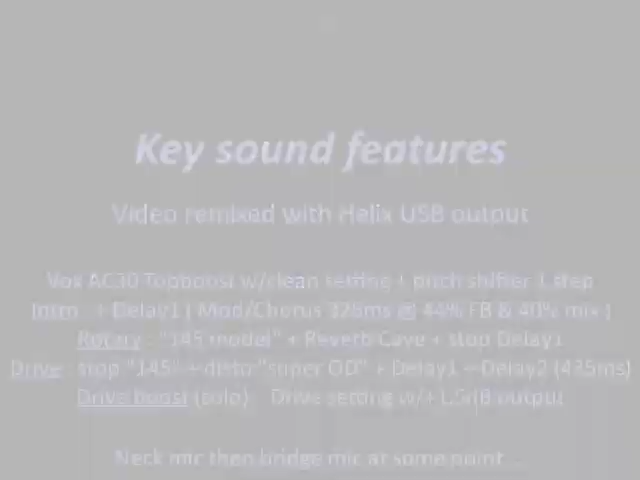 Key sound features
Video remixed with Helix USB output
Vox AC30 Topboost w/clean setting + pitch shifter 1 step
Intro : + Delay1 ( Mod/Chorus 326ms @ 44% FB & 40% mix )
Rotary : "145 model" + Reverb Cave + stop Delay1
Drive : stop "145" + disto "super OD" + Delay1 + Delay2 (435ms)
Drive boost (solo) : Drive setting w/+ output
Neck mic then bridge mic at some point...